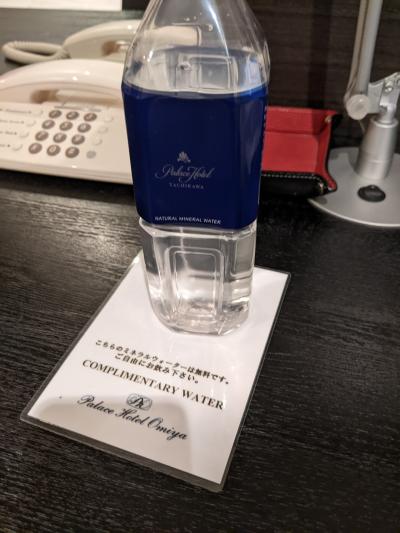 Palace Hotel
TACHIKAWA
NATURAL MINERAL WATER
こちらのミネラルウォーターは無料です。
ご自由にお飲み下さい。
COMPLIMENTARY WATER
Palace Hotel Omiya